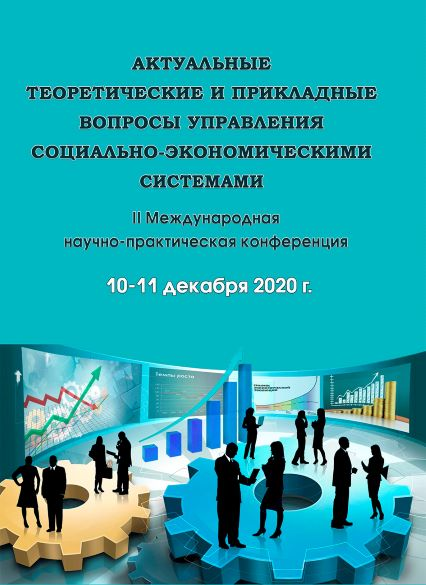 АКТУАЛЬНЫЕ
ТЕОРЕТИЧЕСКИЕ И ПРИКЛАДНЫЕ
ВОПРОСЫ УПРАВЛЕНИЯ
СОЦИАЛЬНО-ЭКОНОМИЧЕСКИМИ
СИСТЕМАМИ
II Международная
научно-практическая конференция
10-11 декабря 2020 г.
Темпы роста